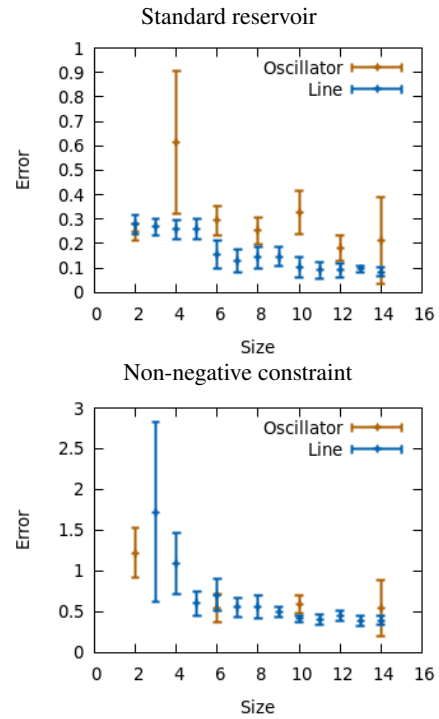 Standard reservoir
1
0.9
0.8
0.7
0.6
0.5
0.4
0.3
0.2
0.1
0
Error
Oscillator
Line
0 2 4 6 8 10 12 14 16
Size
Non-negative constraint
3
2.5
2
1.5
1
0.5
0
Error
Oscillator
Line
0 2 4 6 8 10 12 14 16
Size